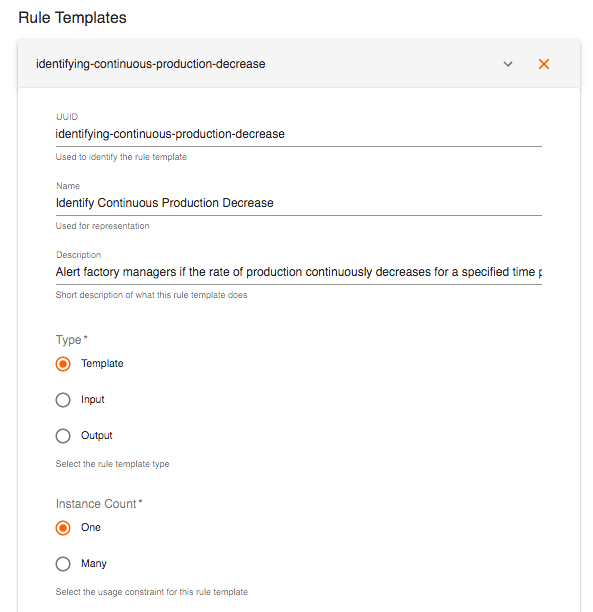 Rule Templates
identifying-continuous-production-decrease
UUID
identifying-continuous-production-decrease
Used to identify the rule template
Name
Identify Continuous Production Decrease
Used for representation
Description
Alert factory managers if the rate of production continuously decreases for a specified time p
Short description of what this rule template does
Type*
Template
Input
Output
Select the rule template type
Instance Count*
One
Many
Select the usage constraint for this rule template